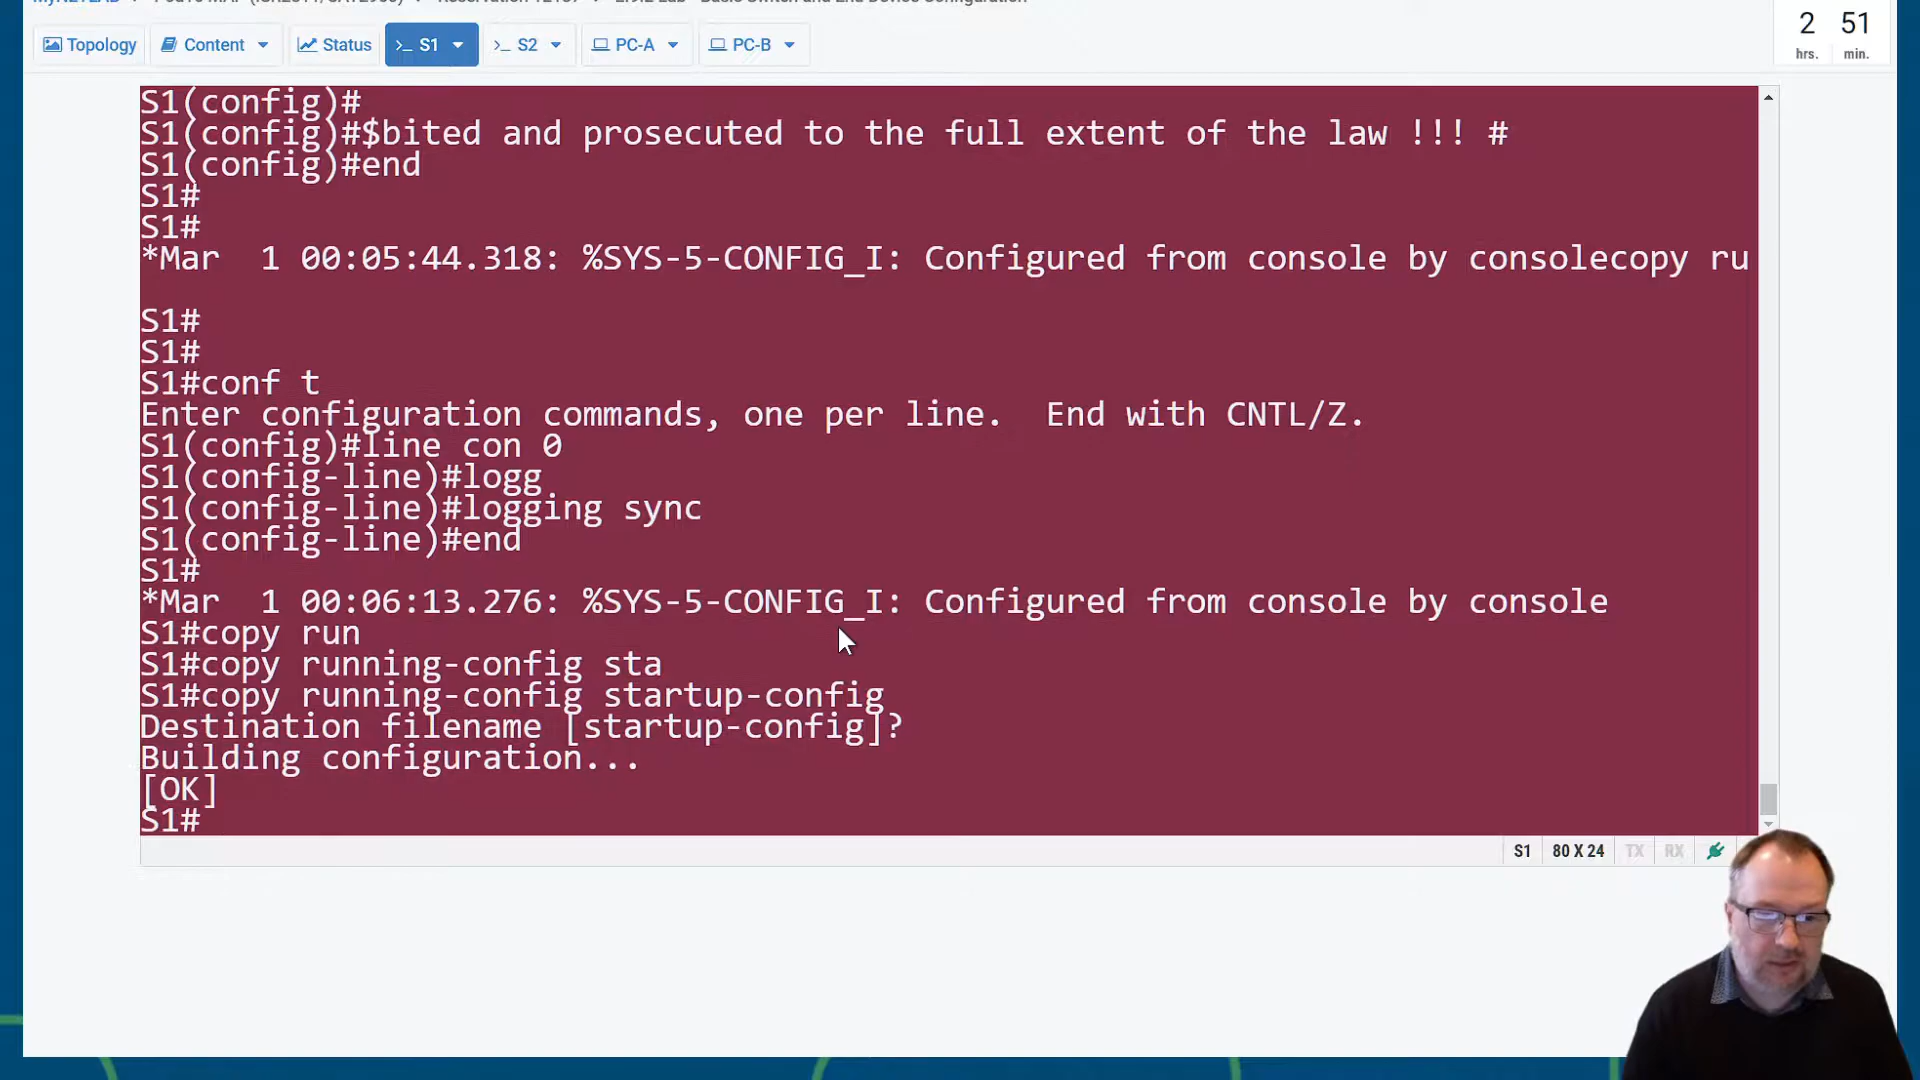 Topology
Content
Status
S1
S2
PC-A
PC-B
2 51
hrs. min.
S1(config)#
S1(config)#$bited and prosecuted to the full extent of the law !!! #
S1(config)#end
S1#
S1#
*Mar  1 00:05:44.318: %SYS-5-CONFIG_I: Configured from console by consolecopy ru
S1#
S1#
S1#conf t
Enter configuration commands, one per line.  End with CNTL/Z.
S1(config)#line con 0
S1(config-line)#logg
S1(config-line)#logging sync
S1(config-line)#end
S1#
*Mar  1 00:06:13.276: %SYS-5-CONFIG_I: Configured from console by console
S1#copy run
S1#copy running-config sta
S1#copy running-config startup-config
Destination filename [startup-config]?
Building configuration...
[OK]
S1#
S1 80 X 24 TX RX